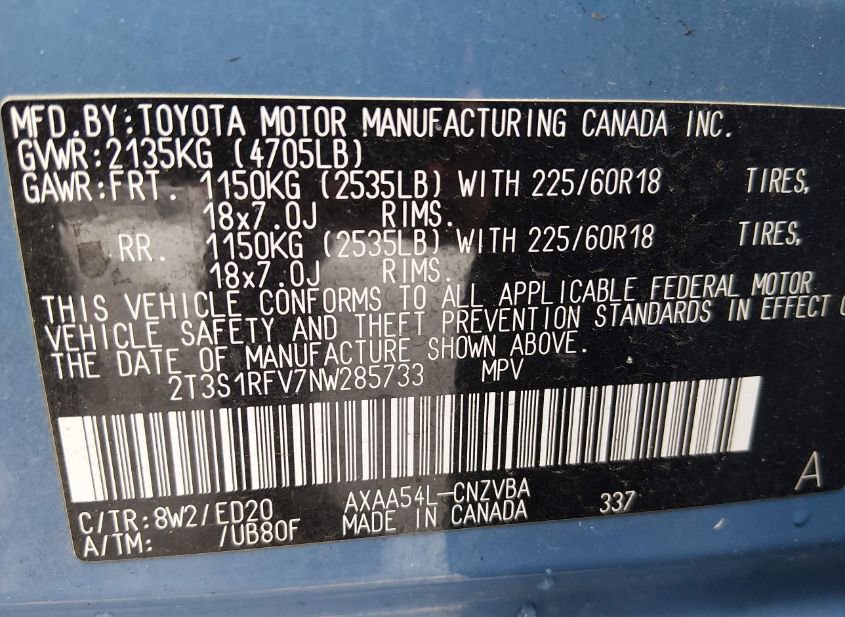 MFD.BY:TOYOTA MOTOR MANUFACTURING CANADA INC.
GVWR:2135KG (4705LB)
GAWR:FRT. 1150KG (2535LB) WITH 225/60R18 TIRES,
18x7.0J RIMS.
RR. 1150KG (2535LB) WITH 225/60R18 TIRES,
18x7.0J RIMS.
THIS VEHICLE CONFORMS TO ALL APPLICABLE FEDERAL MOTOR
VEHICLE SAFETY AND THEFT PREVENTION STANDARDS IN EFFECT
THE DATE OF MANUFACTURE SHOWN ABOVE.
2T3S1RFV7NW285733 MPV
A
C/TR:8W2/ED20 AXAA54L-CNZVBA 337
A/TM: /UB80F MADE IN CANADA